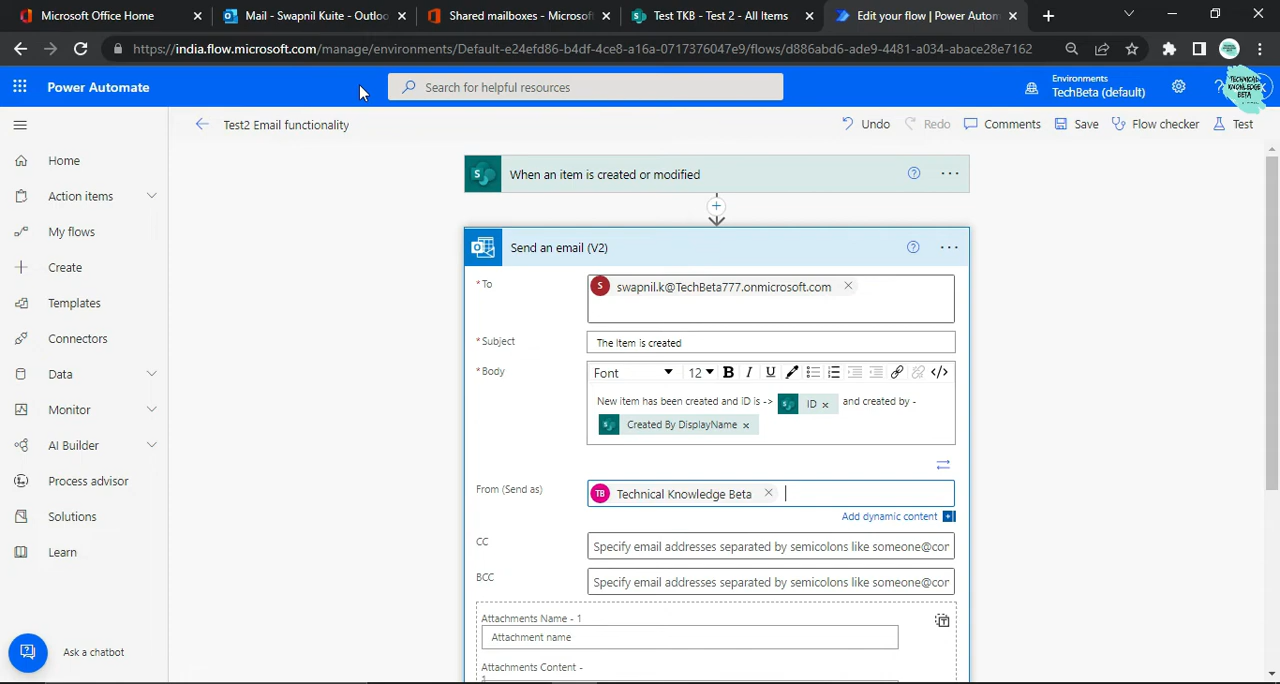 Microsoft Office Home
Mail - Swapnil Kuite - Outloo
Shared mailboxes - Microsof
Test TKB - Test 2 - All Items
Edit your flow | Power Autom
https://india.flow.microsoft.com/manage/environments/Default-e24efd86-b4df-4ce8-a16a-0717376047e9/flows/d886abd6-ade9-4481-a034-abace28e7162
Power Automate
Search for helpful resources
Environments
TechBeta (default)
TECHNICAL
KNOWLEDGE
BETA
Test2 Email functionality
Undo
Redo
Comments
Save
Flow checker
Test
Home
Action items
My flows
Create
Templates
Connectors
Data
Monitor
AI Builder
Process advisor
Solutions
Learn
Ask a chatbot
When an item is created or modified
Send an email (V2)
* To
S swapnil.k@TechBeta777.onmicrosoft.com
* Subject
The Item is created
* Body
Font 12 B I U </>
New item has been created and ID is -> ID and created by -
Created By DisplayName
From (Send as)
TB Technical Knowledge Beta
Add dynamic content
CC
Specify email addresses separated by semicolons like someone@cor
BCC
Specify email addresses separated by semicolons like someone@cor
Attachments Name - 1
Attachment name
Attachments Content -
1